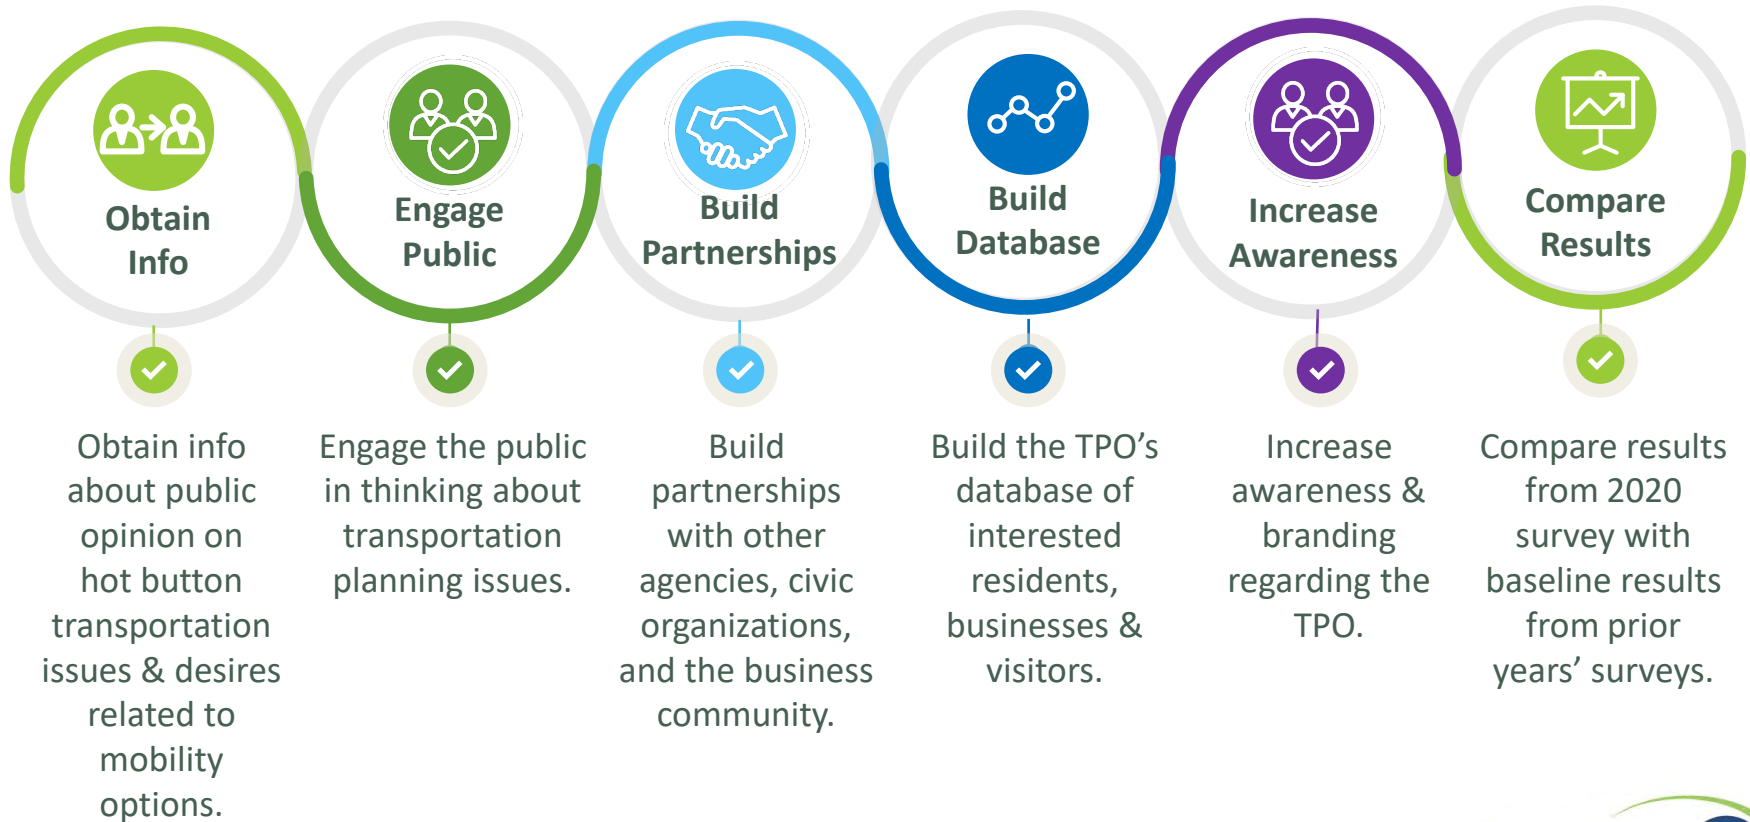 Obtain
Info
Engage
Public
Build
Partnerships
Build
Database
Increase
Awareness
Compare
Results
Obtain info
about public
opinion on
hot button
transportation
issues & desires
related to
mobility
options.
Engage the public
in thinking about
transportation
planning issues.
Build
partnerships
with other
agencies, civic
organizations,
and the business
community.
Build the TPO’s
database of
interested
residents,
businesses &
visitors.
Increase
awareness &
branding
regarding the
TPO.
Compare results
from 2020
survey with
baseline results
from prior
years’ surveys.